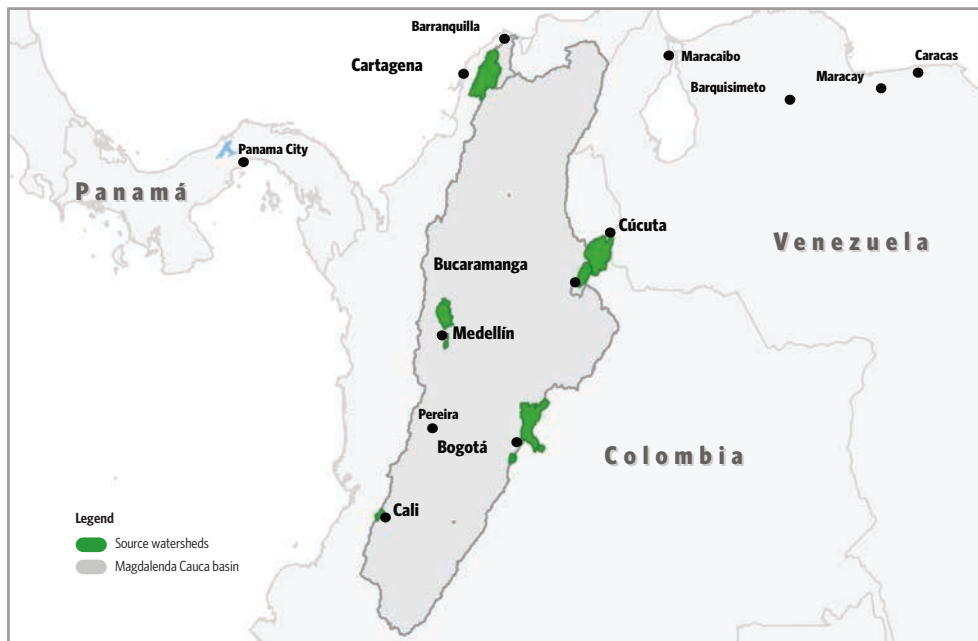 Barranquilla
Cartagena
Maracaibo
Caracas
Maracay
Barquisimeto
Panama City
Panamá
Cúcuta
Venezuela
Bucaramanga
Medellín
Pereira
Bogotá
Colombia
Cali
Legend
Source watersheds
Magdalenda Cauca basin